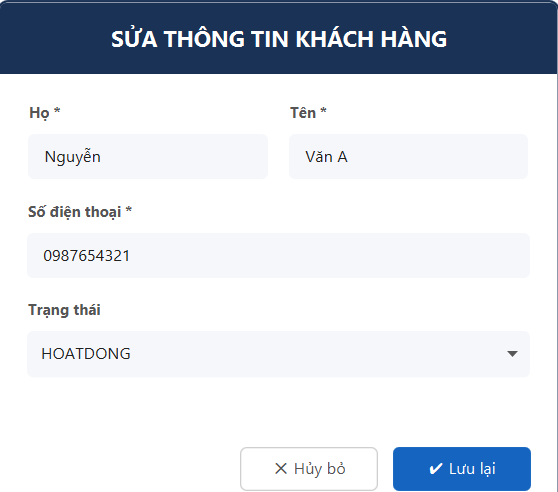 SỬA THÔNG TIN KHÁCH HÀNG
Họ * Tên *
Nguyễn Văn A
Số điện thoại *
0987654321
Trạng thái
HOATDONG
✕ Hủy bỏ ✔ Lưu lại